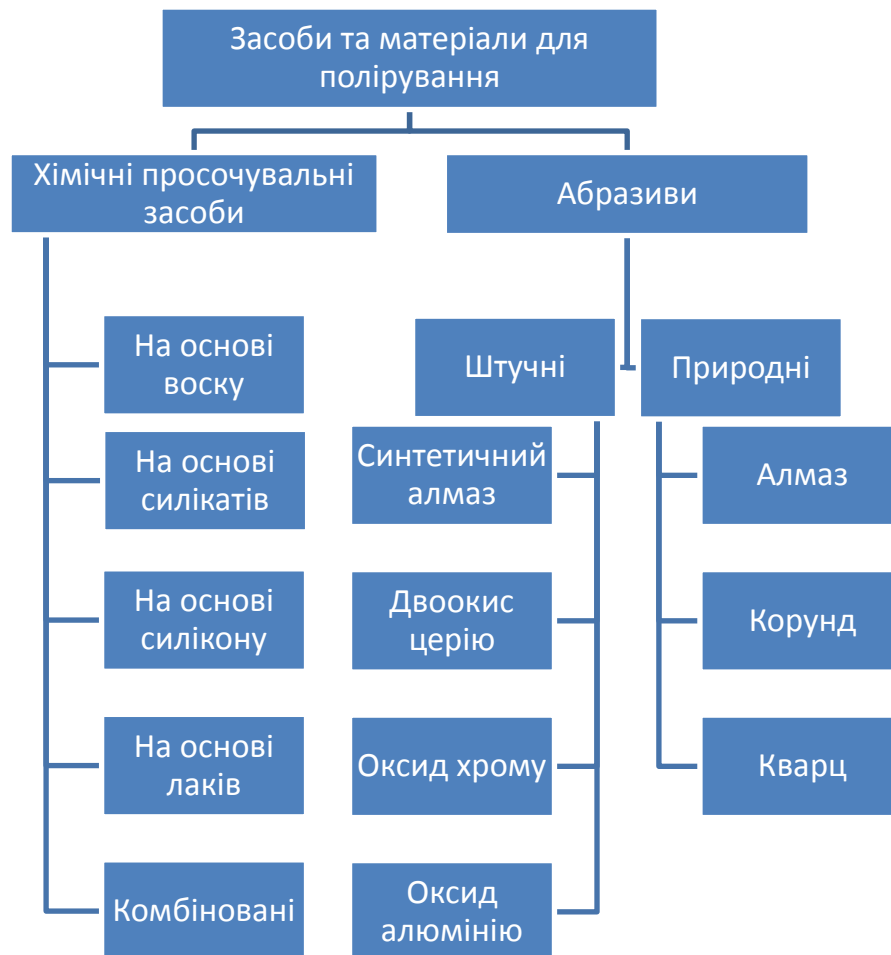 Засоби та матеріали для
полірування
Хімічні просочувальні
засоби
Абразиви
На основі
воску
На основі
силікатів
На основі
силікону
На основі
лаків
Комбіновані
Штучні
Синтетичний
алмаз
Двоокис
церію
Оксид хрому
Оксид
алюмінію
Природні
Алмаз
Корунд
Кварц